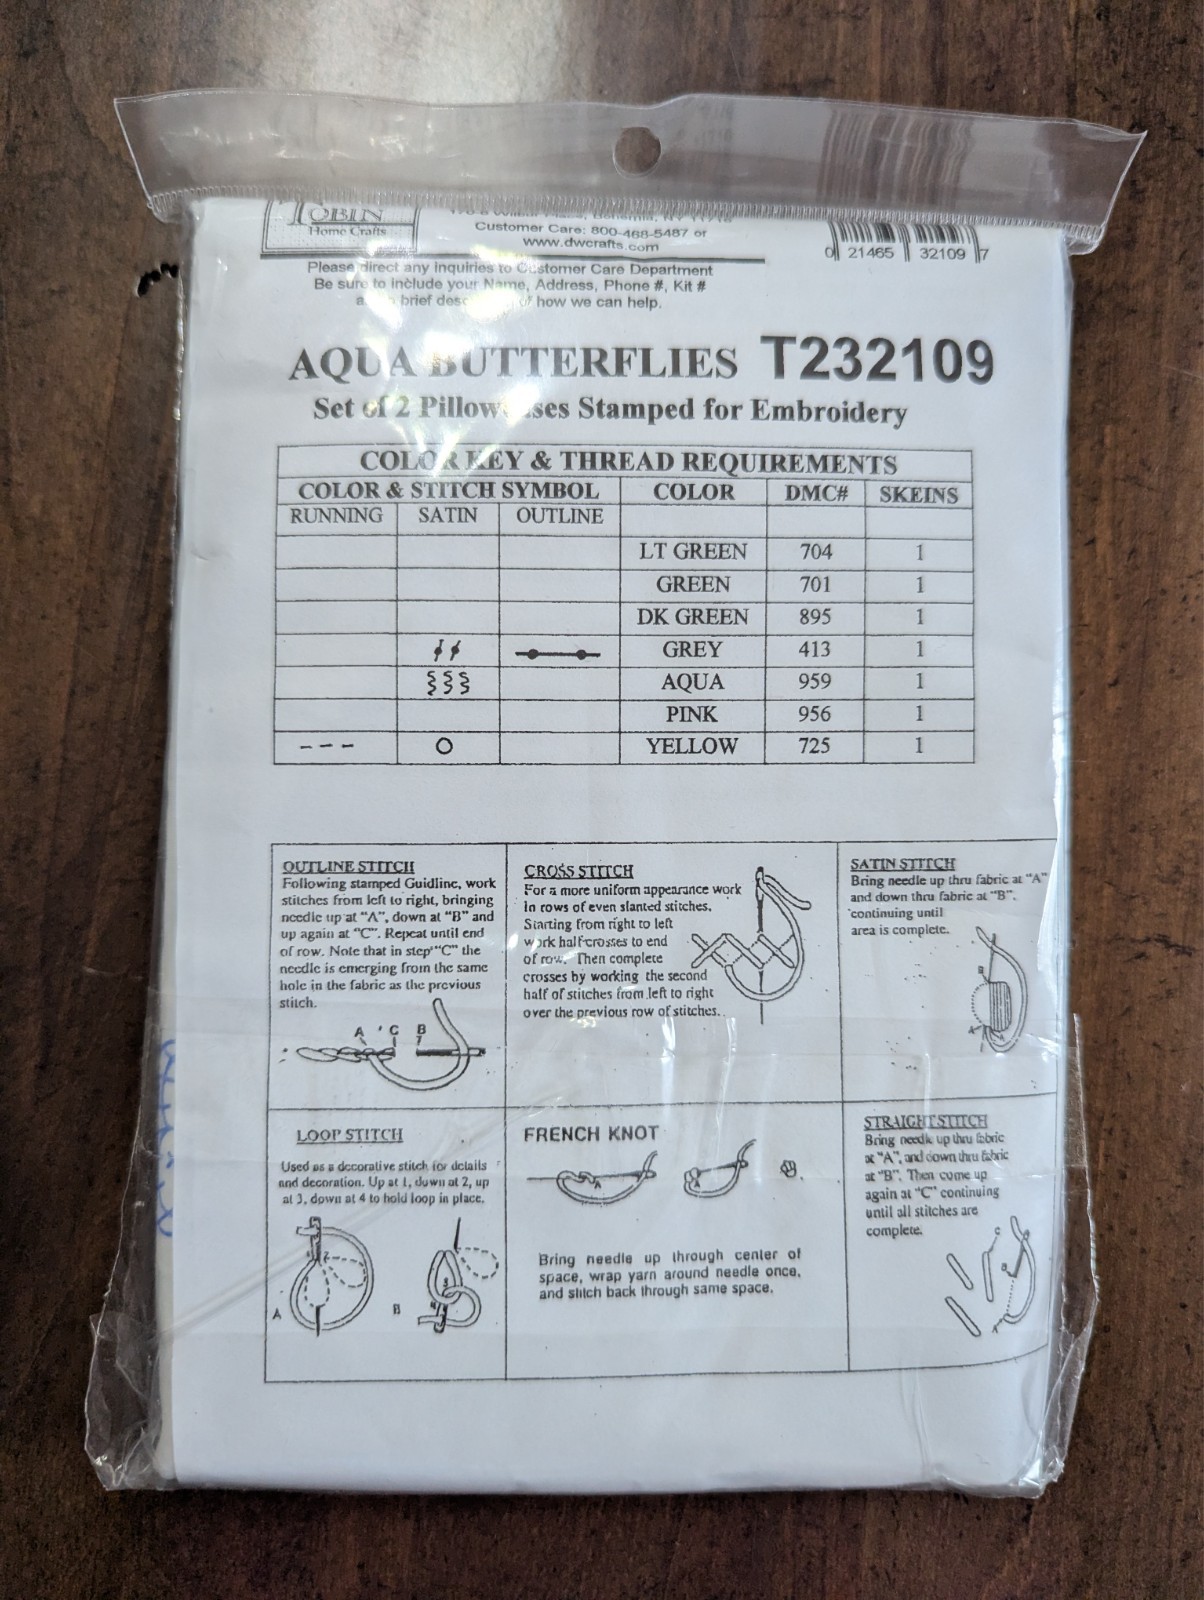 TOBIN
Home Crafts
Customer Care: 800-468-5487 or
www.dwcrafts.com
0 21465 32109 7
Please direct any inquiries to Customer Care Department
Be sure to include your Name, Address, Phone #, Kit #
brief of how we can help.
AQUA BUTTERFLIES T232109
Set of 2 Pillowcases Stamped for Embroidery
COLOR KEY & THREAD REQUIREMENTS
COLOR & STITCH SYMBOL COLOR DMC# SKEINS
RUNNING SATIN OUTLINE
LT GREEN 704 1
GREEN 701 1
DK GREEN 895 1
GREY 413 1
AQUA 959 1
PINK 956 1
YELLOW 725 1
OUTLINE STITCH
Following stamped Guidline, work
stitches from left to right, bringing
needle up at "A", down at "B" and
up again at "C". Repeat until end
of row. Note that in step "C" the
needle is emerging from the same
hole in the fabric as the previous
stitch.
A C B
CROSS STITCH
For a more uniform appearance work
in rows of even slanted stitches.
Starting from right to left
work half-crosses to end
of row. Then complete
crosses by working the second
half of stitches from left to right
over the previous row of stitches.
SATIN STITCH
Bring needle up thru fabric at "A"
and down thru fabric at "B".
continuing until
area is complete.
B
A
LOOP STITCH
Used as a decorative stitch for details
and decoration. Up at 1, down at 2, up
at 3, down at 4 to hold loop in place.
A B
FRENCH KNOT
Bring needle up through center of
space, wrap yarn around needle once,
and stitch back through same space.
STRAIGHT STITCH
Bring needle up thru fabric
at "A", and down thru fabric
at "B". Then come up
again at "C" continuing
until all stitches are
complete.
C